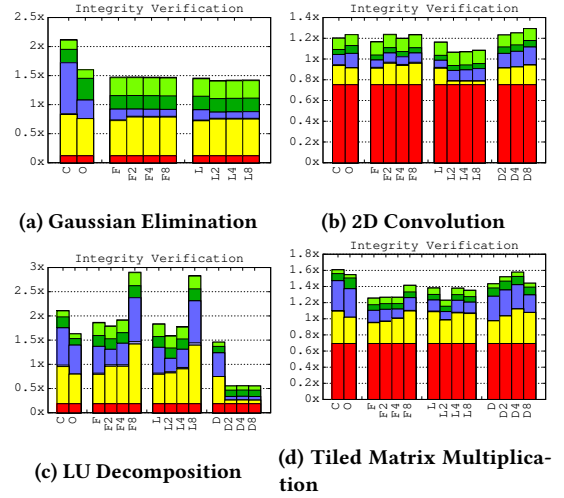 Integrity Verification
2.5x
2x
1.5x
1x
0.5x
0x
C O F F2 F4 F8 L L2 L4 L8
(a) Gaussian Elimination
Integrity Verification
1.4x
1.2x
1x
0.8x
0.6x
0.4x
0.2x
0x
C O F F2 F4 F8 L L2 L4 L8 D2 D4 D8
(b) 2D Convolution
Integrity Verification
3x
2.5x
2x
1.5x
1x
0.5x
0x
C O F F2 F4 F8 L L2 L4 L8 D D2 D4 D8
(c) LU Decomposition
Integrity Verification
1.8x
1.6x
1.4x
1.2x
1x
0.8x
0.6x
0.4x
0.2x
0x
C O F F2 F4 F8 L L2 L4 L8 D D2 D4 D8
(d) Tiled Matrix Multiplica-
tion